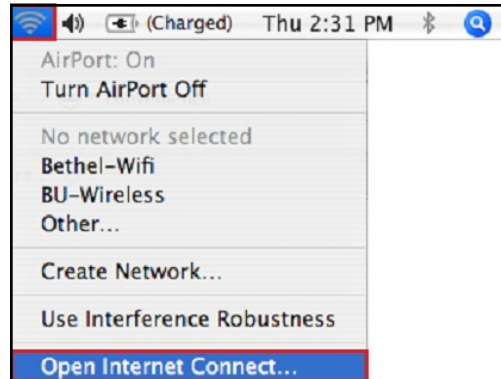 (Charged) Thu 2:31 PM
AirPort: On
Turn AirPort Off
No network selected
Bethel-Wifi
BU-Wireless
Other...
Create Network...
Use Interference Robustness
Open Internet Connect...